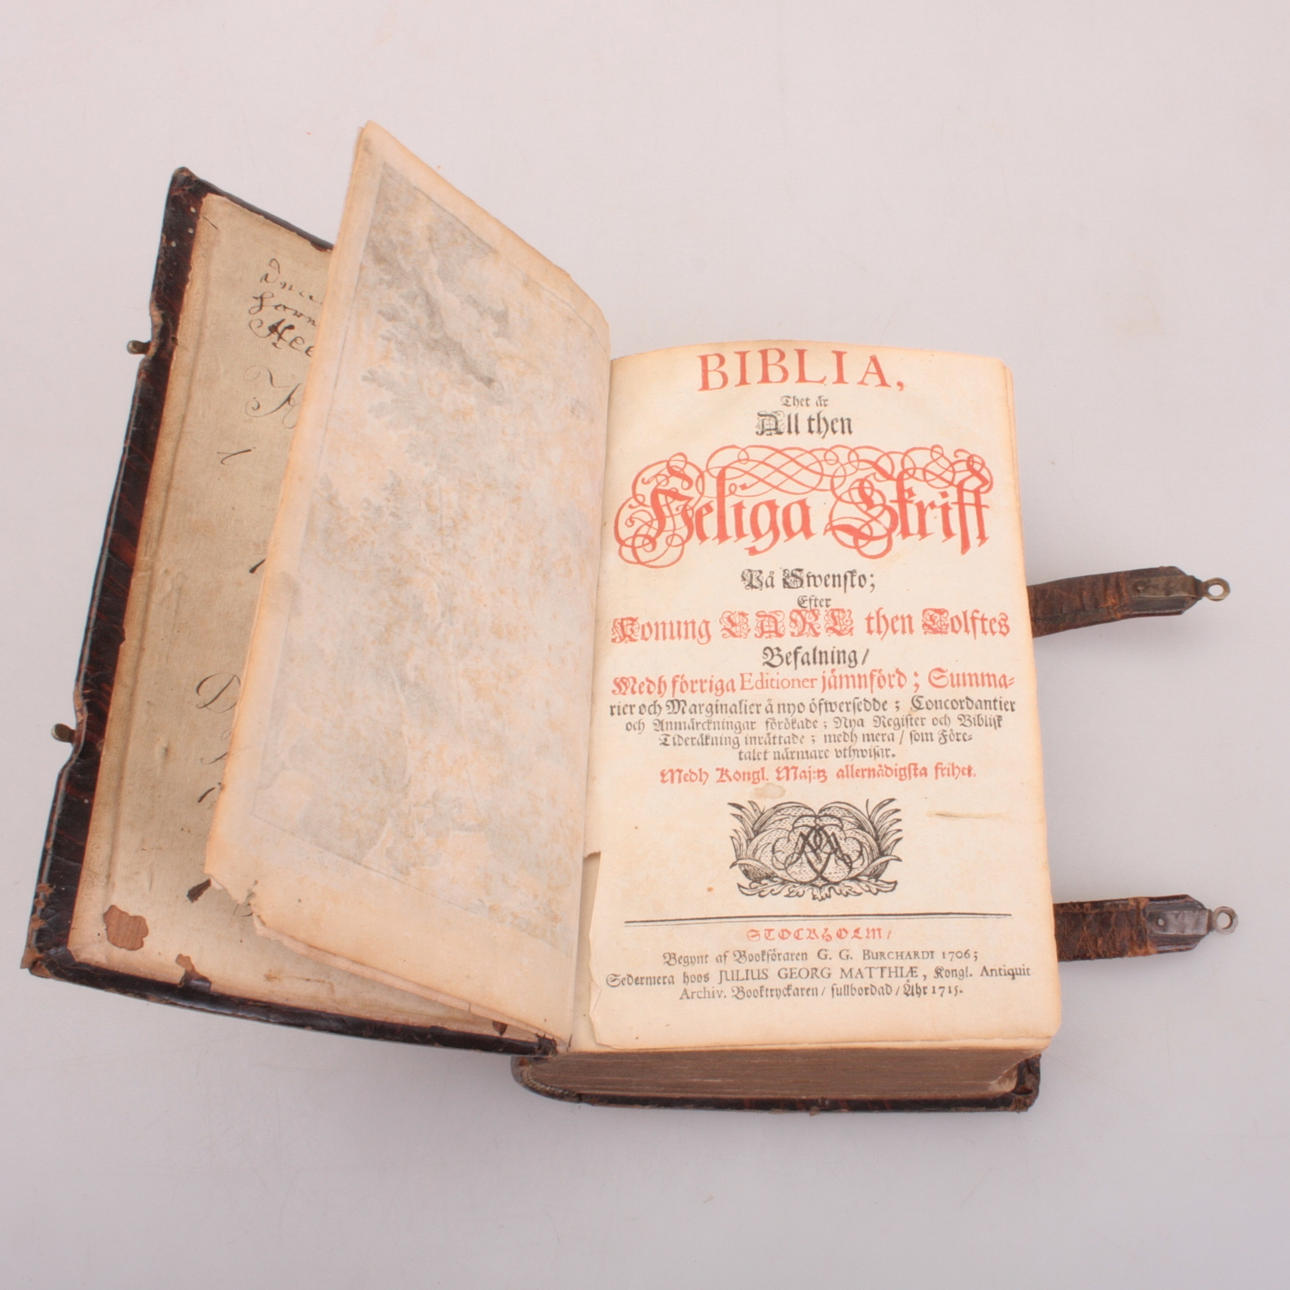 BIBLIA,
Thet är
All then
Heliga Skrift
På Swensko;
Efter
Konung CARL then Tolftes
Befalning/
Medh förriga Editioner jämnförd; Summa-
rier och Marginalier å nyo öfwersedde; Concordantier
och Anmärckningar förökade; Nya Register och Biblisk
Tideräkning inrättade; medh mera/ som Före-
talet närmare vthwisar.
Medh Kongl. Maj:tz allernådigsta frihet.
STOCKHOLM/
Begynt af Bookföraren G. G. BURCHARDI 1706;
Sedermera hoos JULIUS GEORG MATTHIÆ, Kongl. Antiquit
Archiv. Booktryckaren/ fullbordad/ Åhr 1715.